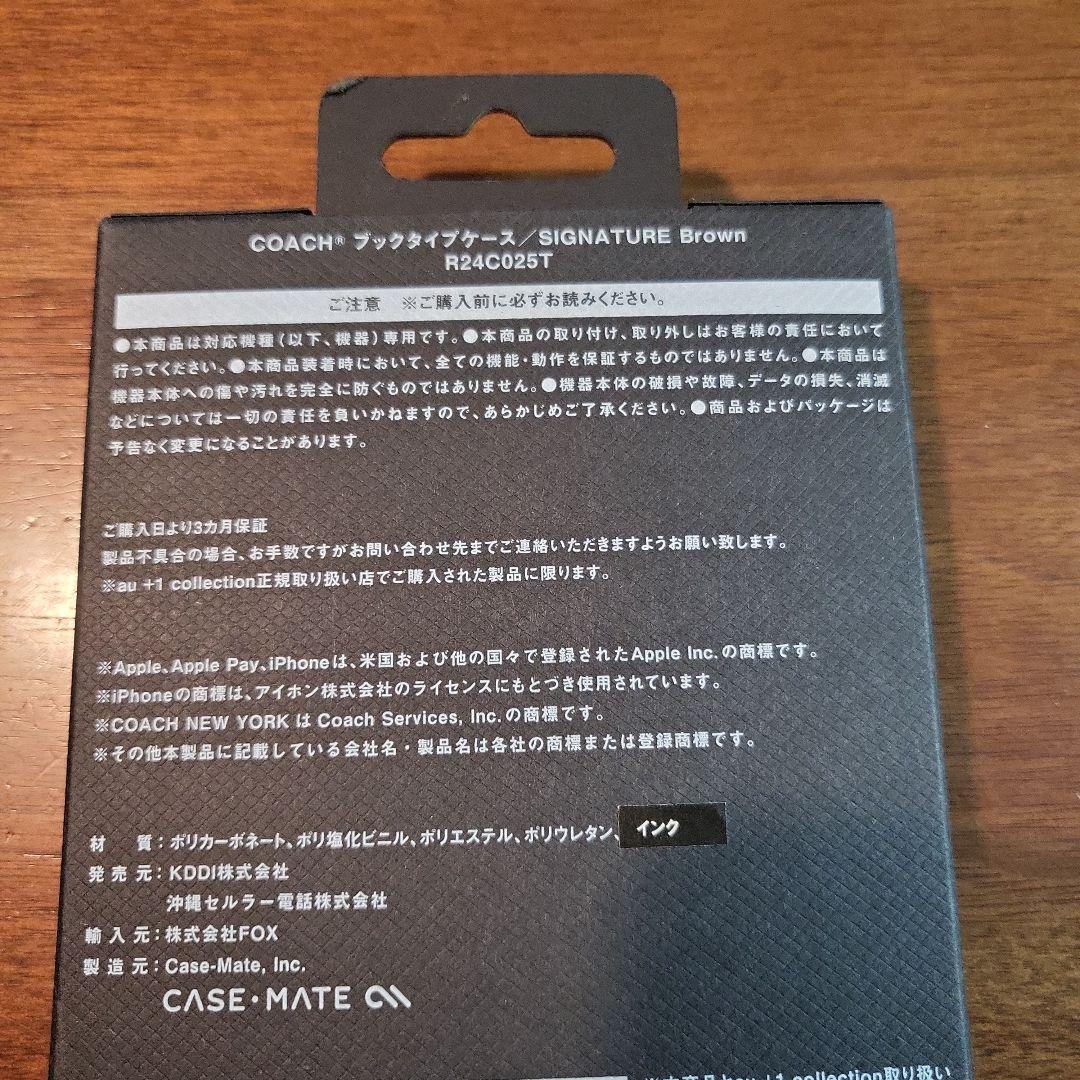 COACH® ブックタイプケース／SIGNATURE Brown
R24C025T
ご注意　※ご購入前に必ずお読みください。
●本商品は対応機種（以下、機器）専用です。●本商品の取り付け、取り外しはお客様の責任において
行ってください。●本商品装着時において、全ての機能・動作を保証するものではありません。●本商品は
機器本体への傷や汚れを完全に防ぐものではありません。●機器本体の破損や故障、データの損失、消滅
などについては一切の責任を負いかねますので、あらかじめご了承ください。●商品およびパッケージは
予告なく変更になることがあります。
ご購入日より3カ月保証
製品不具合の場合、お手数ですがお問い合わせ先までご連絡いただきますようお願い致します。
※au +1 collection正規取り扱い店でご購入された製品に限ります。
※Apple、Apple Pay、iPhoneは、米国および他の国々で登録されたApple Inc.の商標です。
※iPhoneの商標は、アイホン株式会社のライセンスにもとづき使用されています。
※COACH NEW YORK は Coach Services, Inc.の商標です。
※その他本製品に記載している会社名・製品名は各社の商標または登録商標です。
材　質：ポリカーボネート、ポリ塩化ビニル、ポリエステル、ポリウレタン、インク
発売元：KDDI株式会社
沖縄セルラー電話株式会社
輸入元：株式会社FOX
製造元：Case-Mate, Inc.
CASE·MATE
※本商品はau +1 collection取り扱い